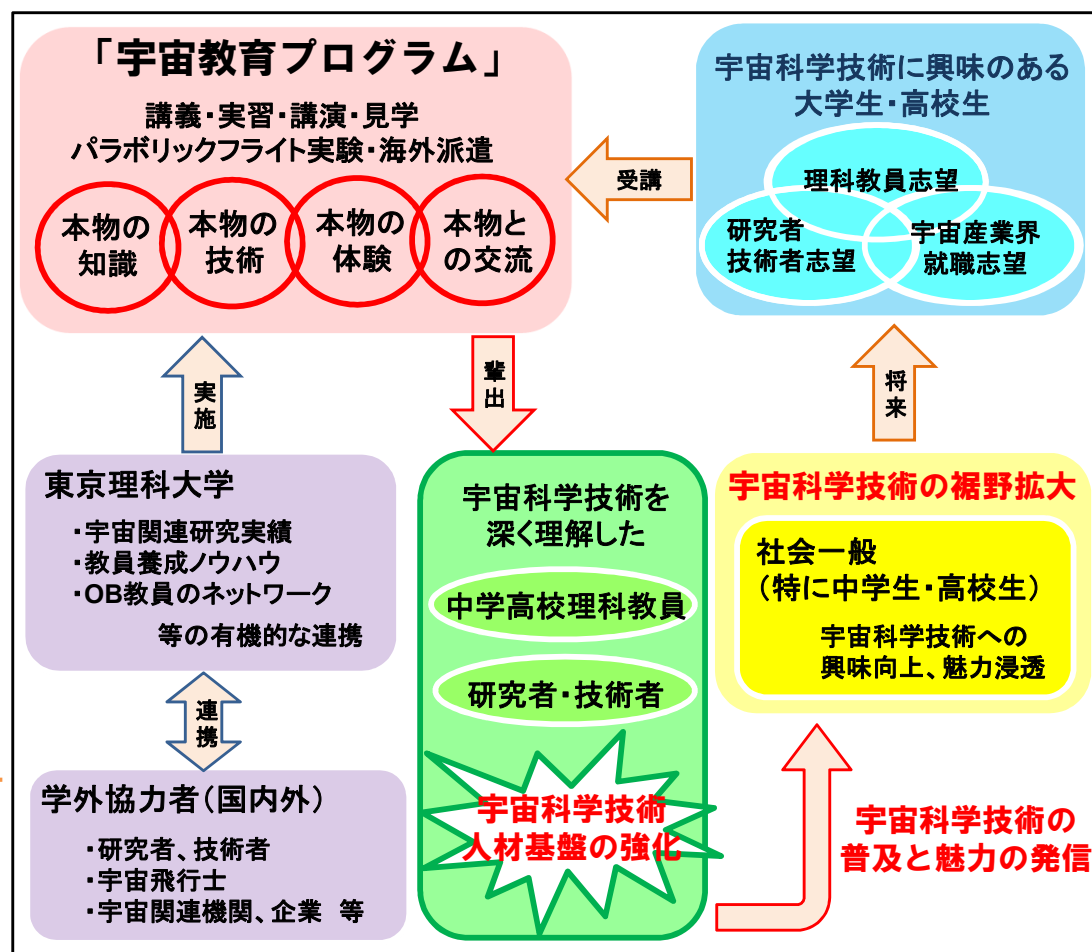 「宇宙教育プログラム」
講義・実習・講演・見学
パラボリックフライト実験・海外派遣
本物の
知識
本物の
技術
本物の
体験
本物と
の交流
受講
宇宙科学技術に興味のある
大学生・高校生
理科教員志望
研究者
技術者志望
宇宙産業界
就職志望
実施
輩出
将来
東京理科大学
・宇宙関連研究実績
・教員養成ノウハウ
・OB教員のネットワーク
等の有機的な連携
連携
学外協力者(国内外)
・研究者、技術者
・宇宙飛行士
・宇宙関連機関、企業 等
宇宙科学技術を
深く理解した
中学高校理科教員
研究者・技術者
宇宙科学技術
人材基盤の強化
宇宙科学技術の裾野拡大
社会一般
(特に中学生・高校生)
宇宙科学技術への
興味向上、魅力浸透
宇宙科学技術の
普及と魅力の発信